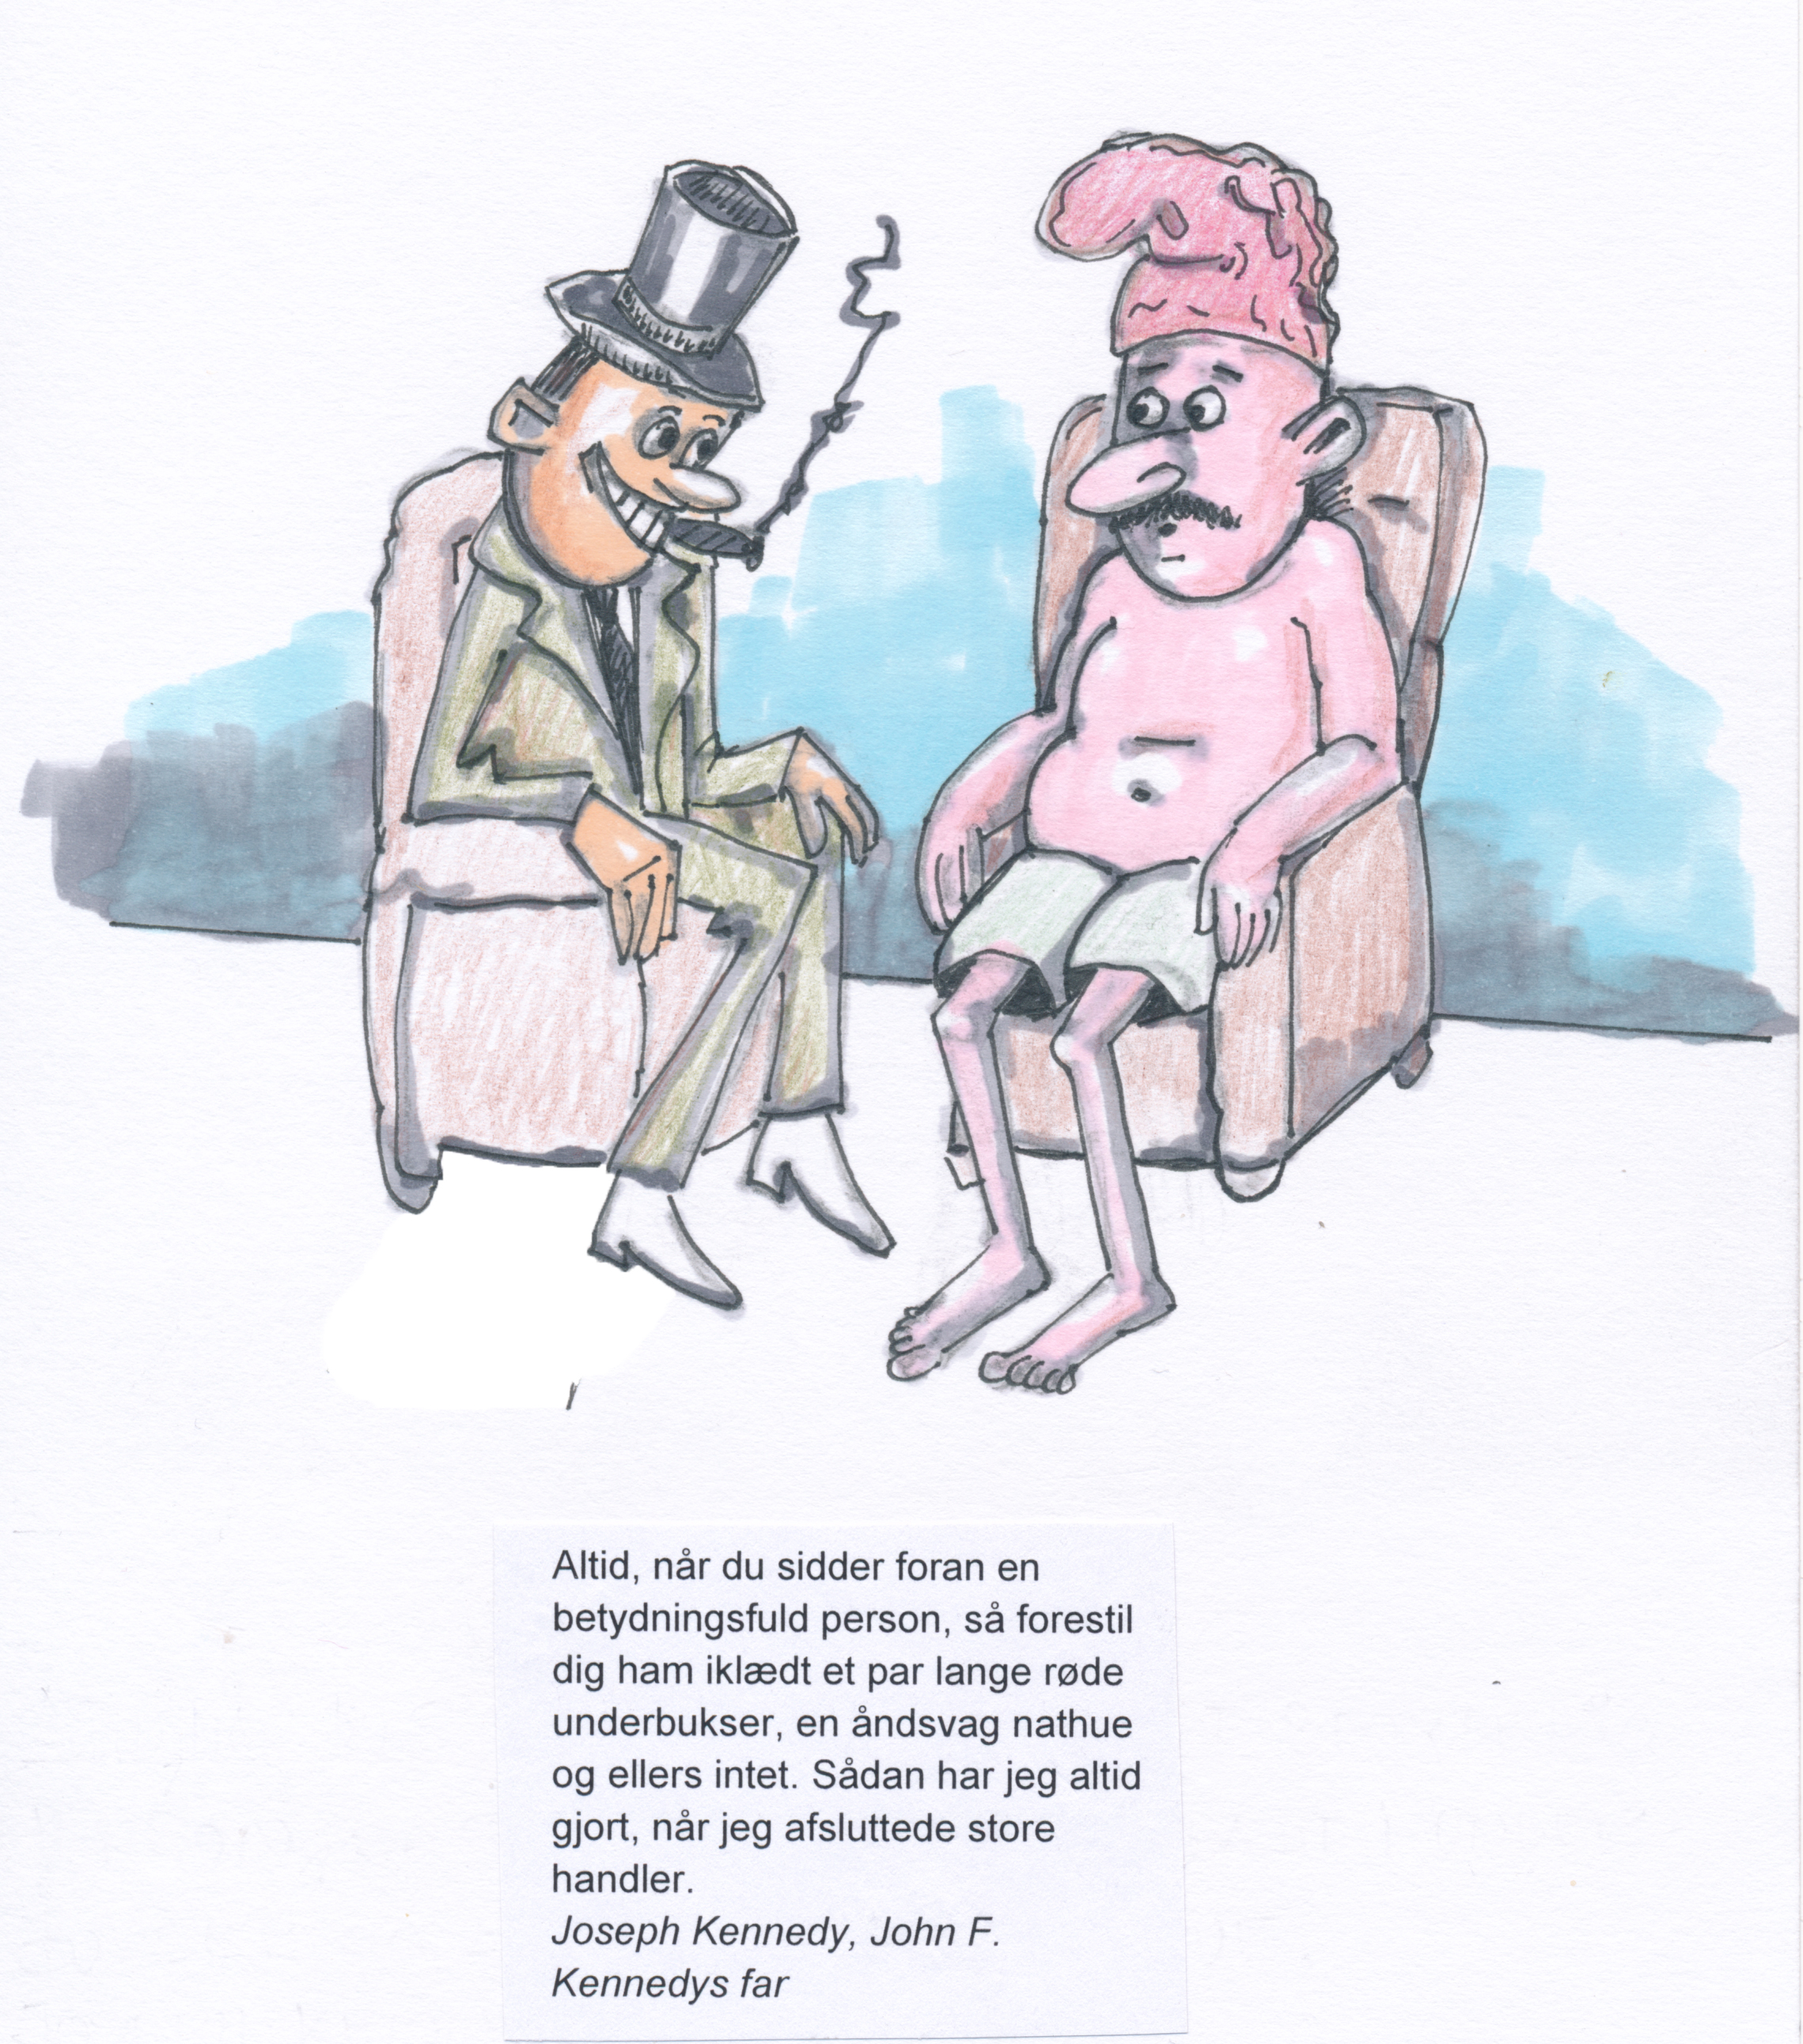 Altid, når du sidder foran en
betydningsfuld person, så forestil
dig ham iklædt et par lange røde
underbukser, en åndsvag nathue
og ellers intet. Sådan har jeg altid
gjort, når jeg afsluttede store
handler.
Joseph Kennedy, John F.
Kennedys far